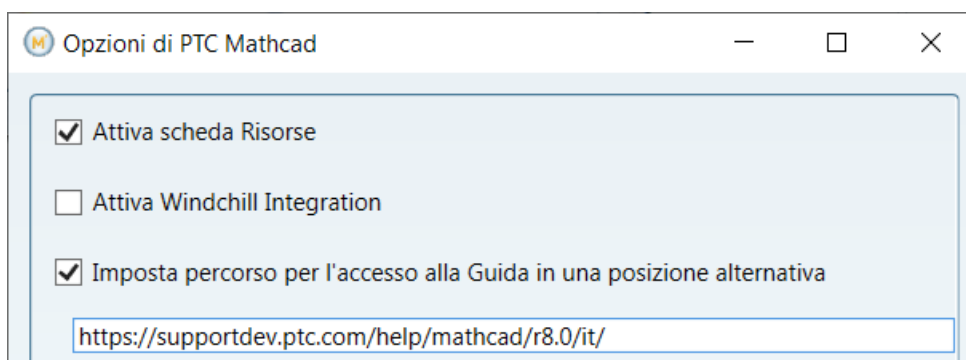 Opzioni di PTC Mathcad
Attiva scheda Risorse
Attiva Windchill Integration
Imposta percorso per l'accesso alla Guida in una posizione alternativa
https://supportdev.ptc.com/help/mathcad/r8.0/it/